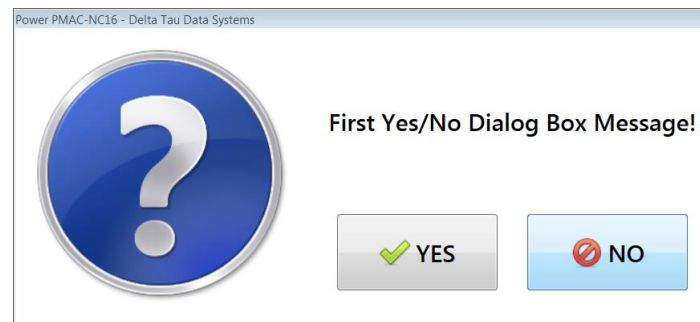 Power PMAC-NC16 - Delta Tau Data Systems
First Yes/No Dialog Box Message!
YES
NO